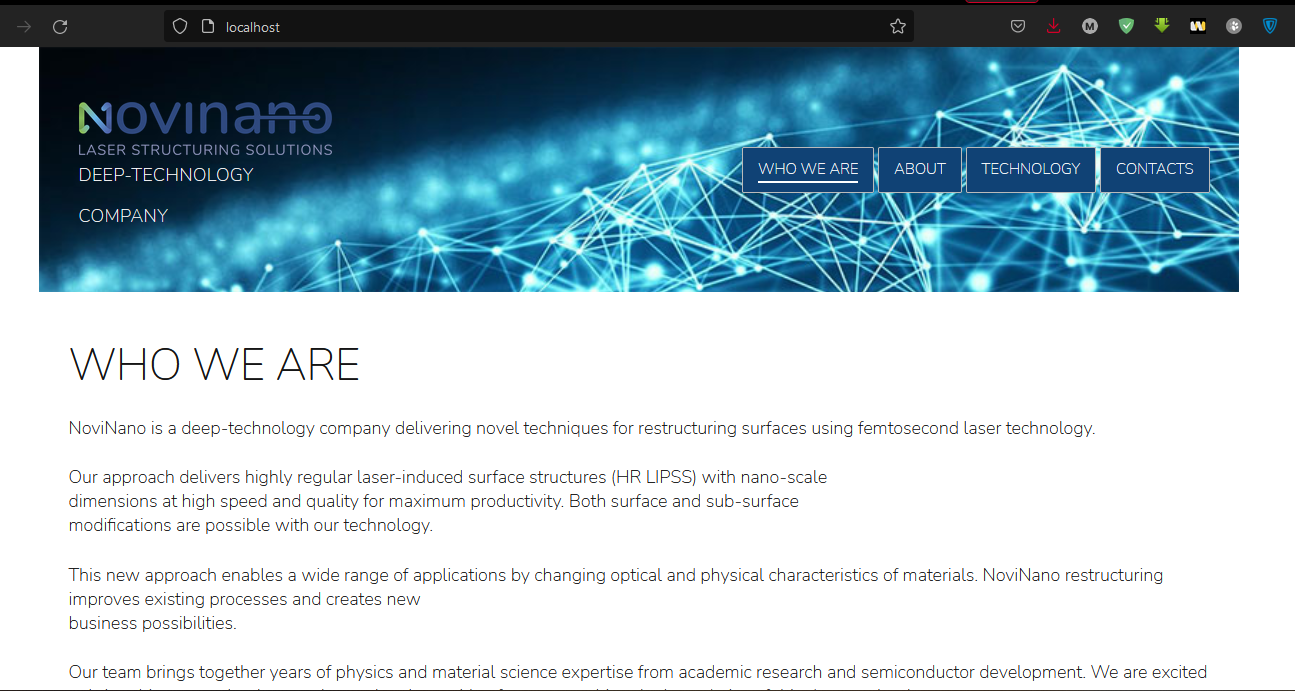 localhost
Novinano
LASER STRUCTURING SOLUTIONS
DEEP-TECHNOLOGY
COMPANY
WHO WE ARE ABOUT TECHNOLOGY CONTACTS
WHO WE ARE
NoviNano is a deep-technology company delivering novel techniques for restructuring surfaces using femtosecond laser technology.
Our approach delivers highly regular laser-induced surface structures (HR LIPSS) with nano-scale
dimensions at high speed and quality for maximum productivity. Both surface and sub-surface
modifications are possible with our technology.
This new approach enables a wide range of applications by changing optical and physical characteristics of materials. NoviNano restructuring
improves existing processes and creates new
business possibilities.
Our team brings together years of physics and material science expertise from academic research and semiconductor development. We are excited